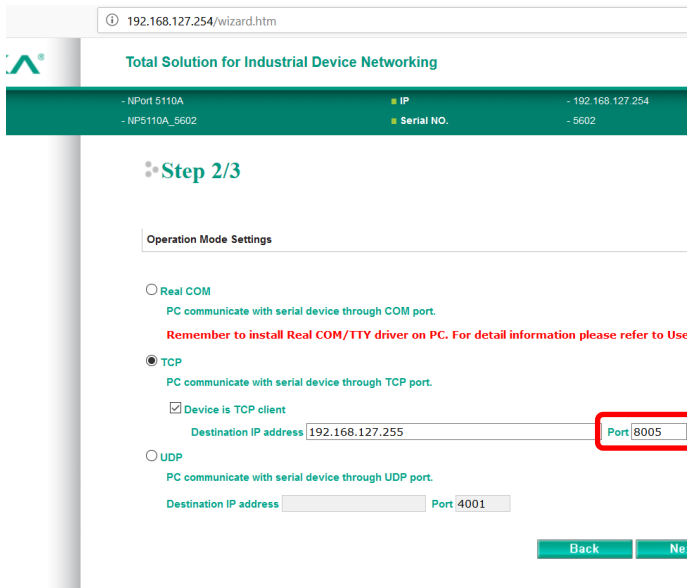 192.168.127.254/wizard.htm
Total Solution for Industrial Device Networking
- NPort 5110A IP - 192.168.127.254
- NP5110A_5602 Serial NO. - 5602
Step 2/3
Operation Mode Settings
Real COM
PC communicate with serial device through COM port.
Remember to install Real COM/TTY driver on PC. For detail information please refer to Use
TCP
PC communicate with serial device through TCP port.
Device is TCP client
Destination IP address 192.168.127.255 Port 8005
UDP
PC communicate with serial device through UDP port.
Destination IP address Port 4001
Back Ne